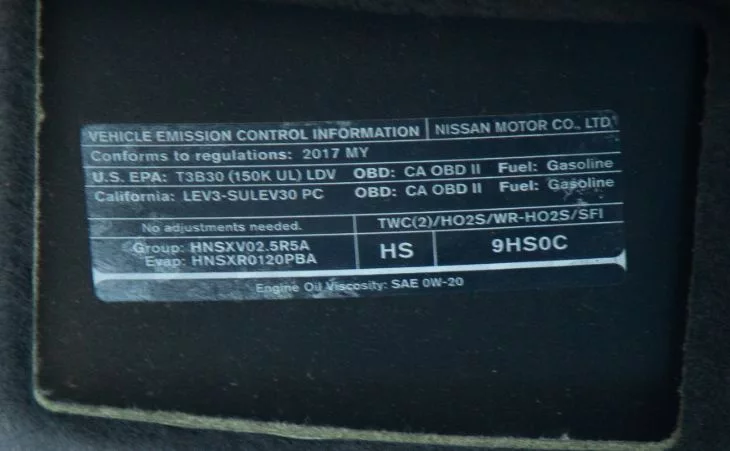 VEHICLE EMISSION CONTROL INFORMATION NISSAN MOTOR CO., LTD.
Conforms to regulations: 2017 MY
U.S. EPA: T3B30 (150K UL) LDV OBD: CA OBD II Fuel: Gasoline
California: LEV3-SULEV30 PC OBD: CA OBD II Fuel: Gasoline
No adjustments needed. TWC(2)/HO2S/WR-HO2S/SFI
Group: HNSXV02.5R5A HS 9HS0C
Evap: HNSXR0120PBA
Engine Oil Viscosity: SAE 0W-20